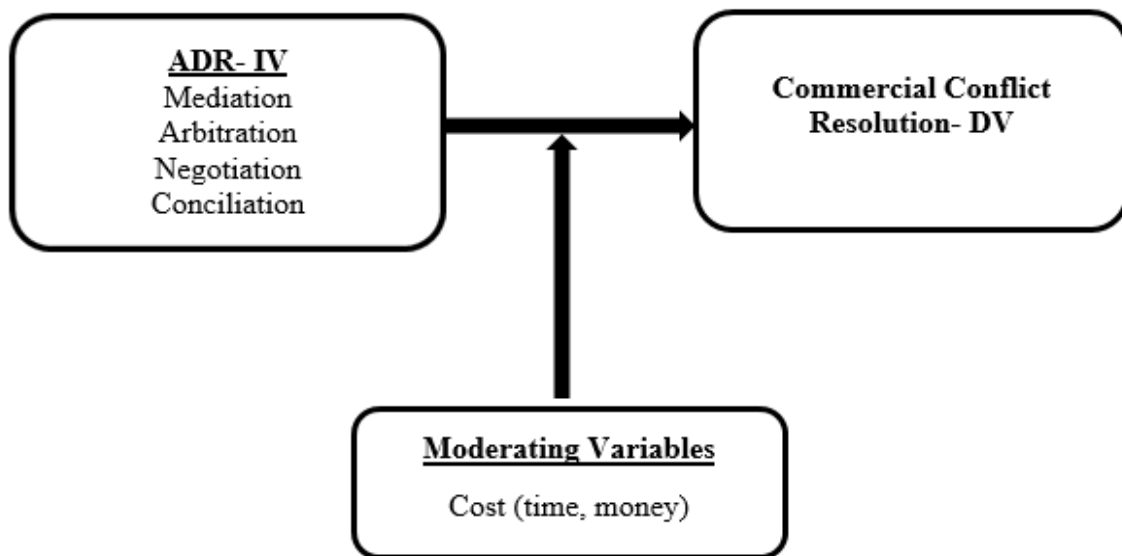 ADR- IV
Mediation
Arbitration
Negotiation
Conciliation
Commercial Conflict
Resolution- DV
Moderating Variables
Cost (time, money)